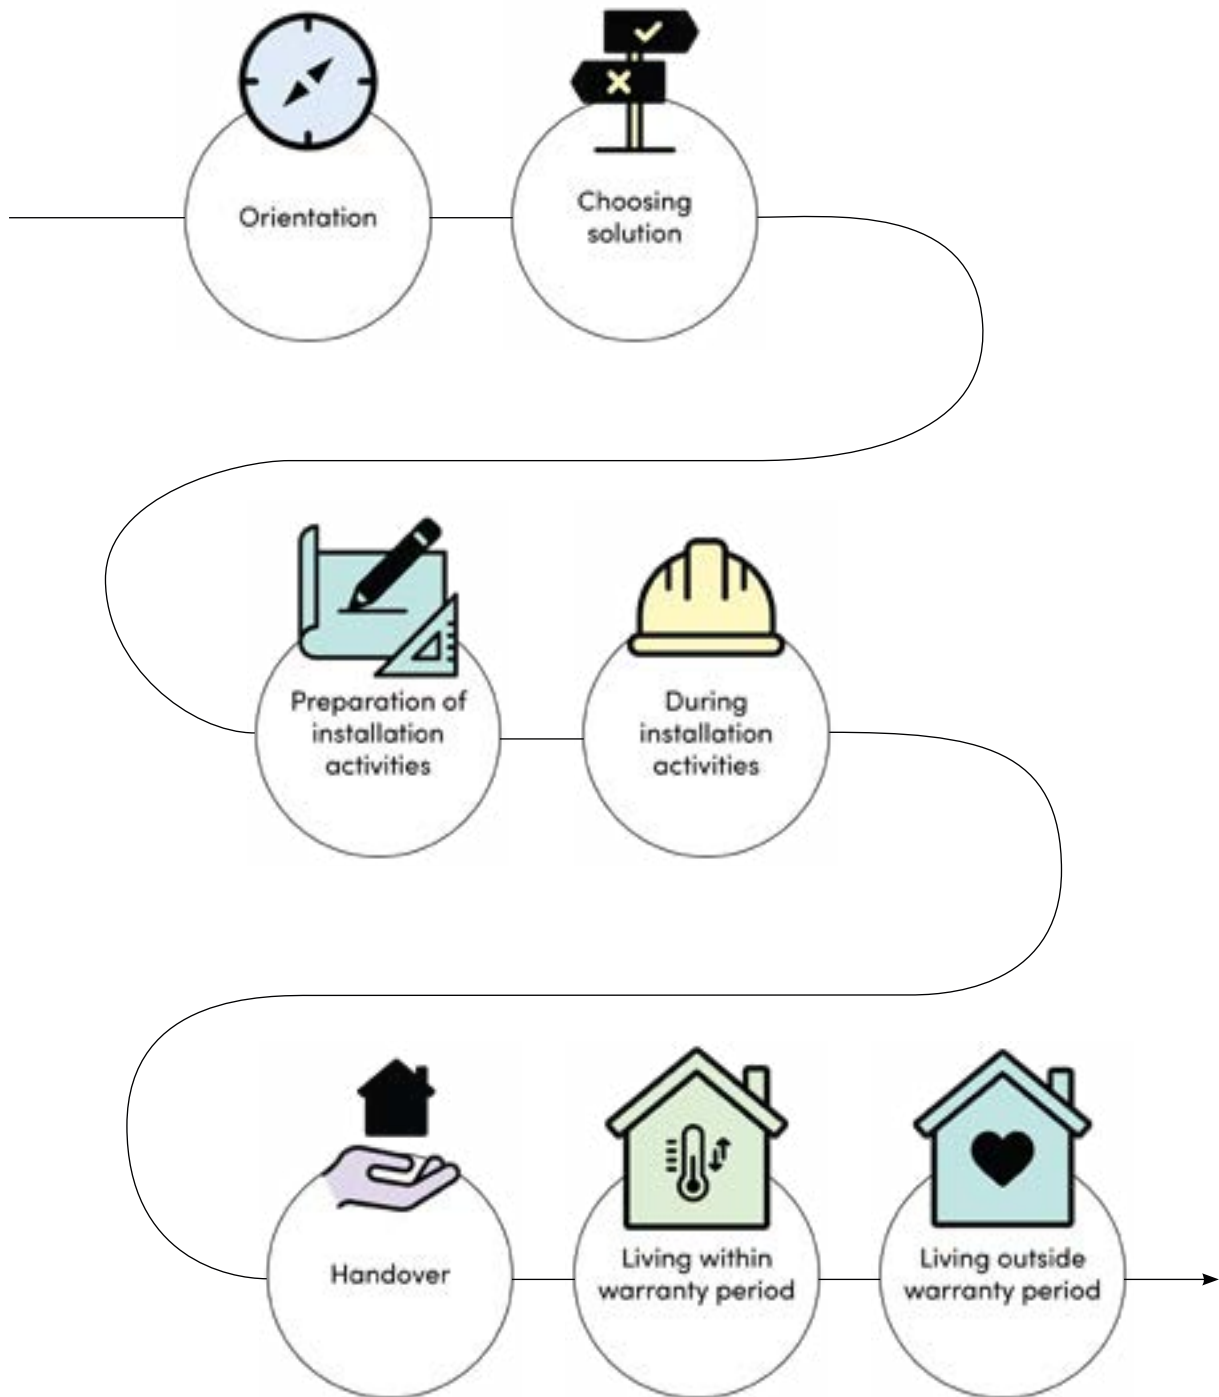 Orientation
Choosing
solution
Preparation of
installation
activities
During
installation
activities
Handover
Living within
warranty period
Living outside
warranty period